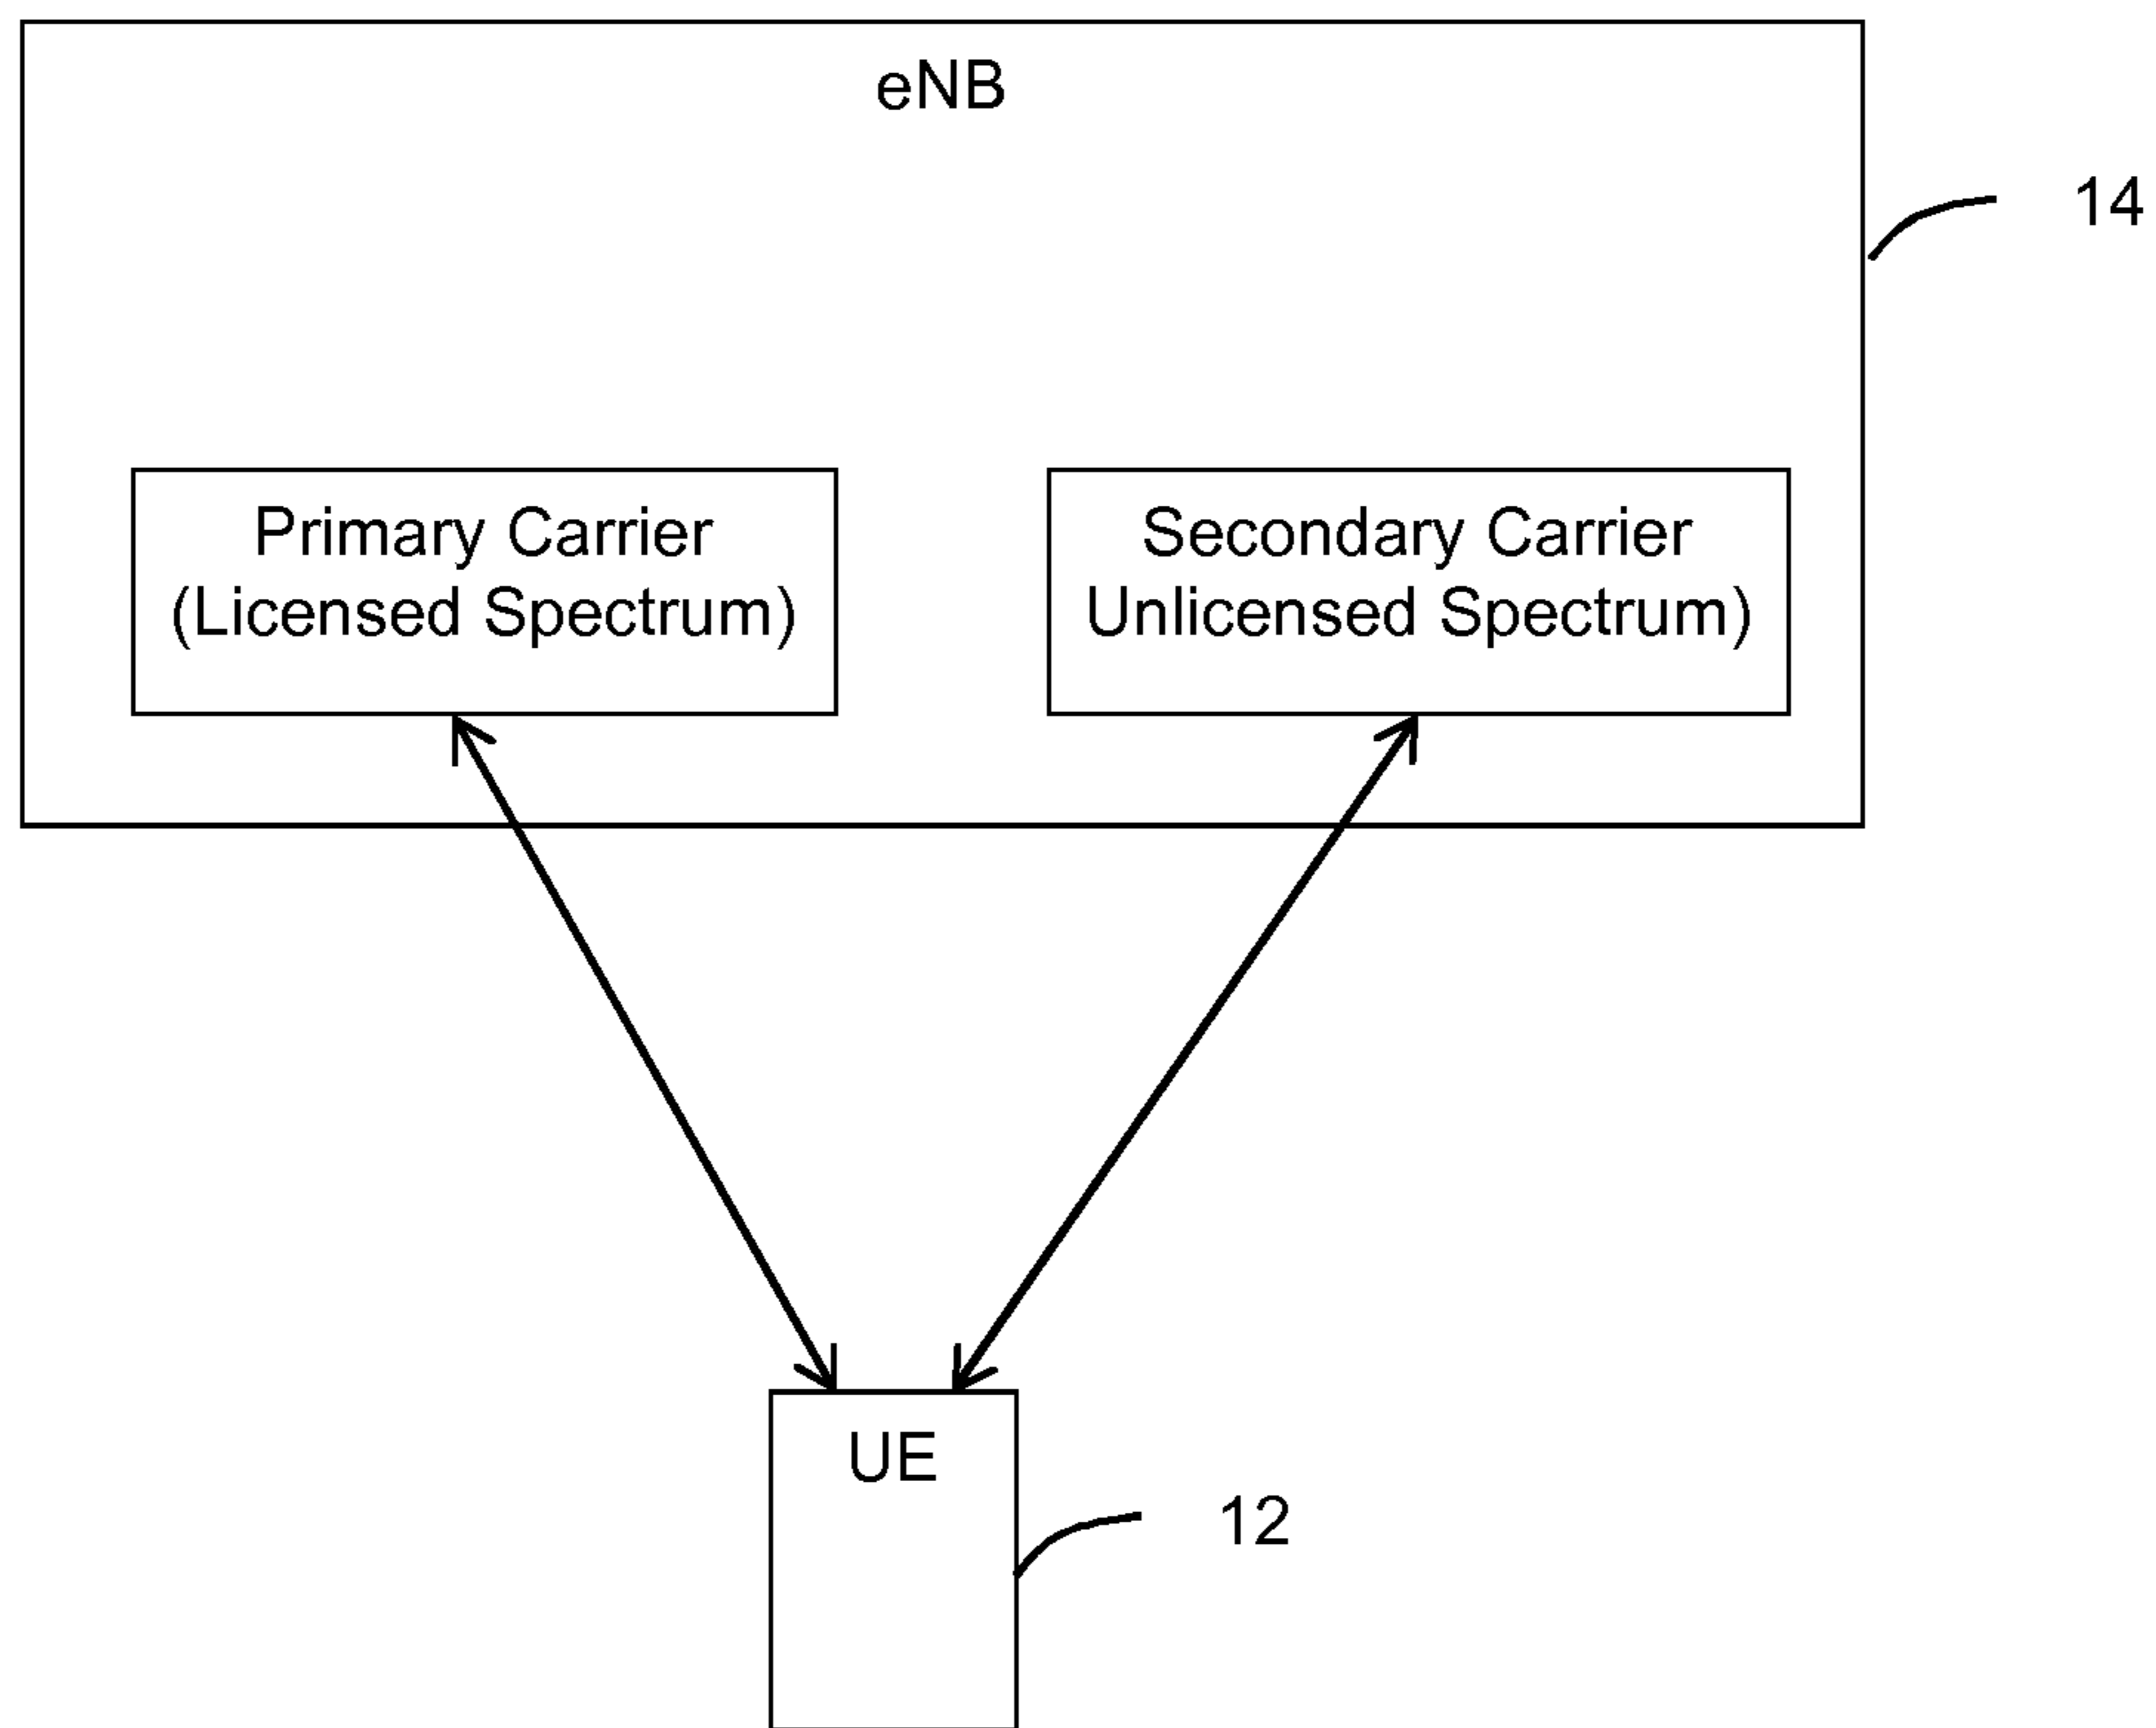 eNB
14
Primary Carrier
(Licensed Spectrum)
Secondary Carrier
Unlicensed Spectrum)
UE
12